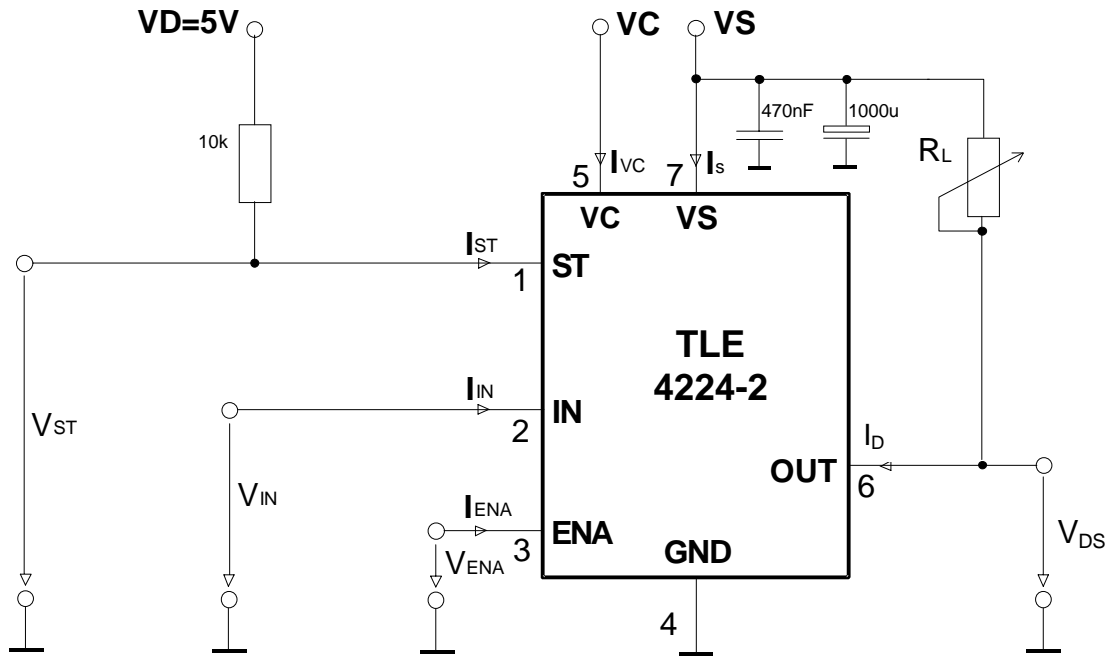 VD=5V
VC
VS
470nF
1000u
10k
RL
IVC
Is
5
7
VC
VS
IST
1
ST
TLE
4224-2
IIN
2
IN
VST
ID
OUT
6
VIN
IENA
3
ENA
VENA
GND
VDS
4